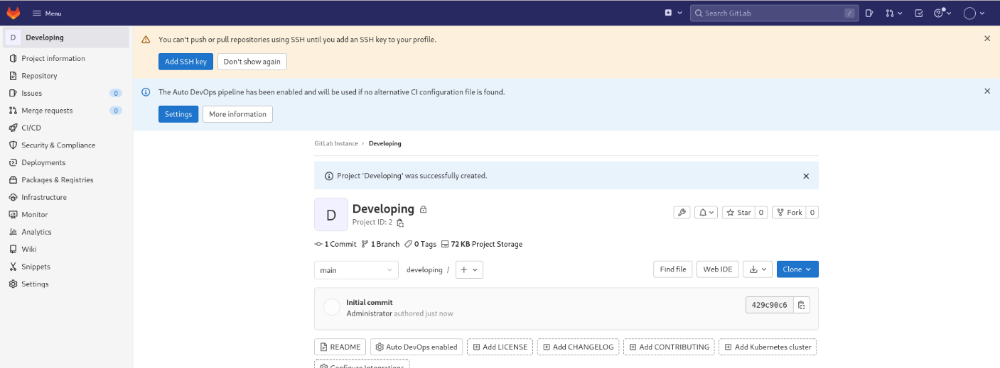 Menu
Search GitLab /
D Developing
Project information
Repository
Issues 0
Merge requests 0
CI/CD
Security & Compliance
Deployments
Packages & Registries
Infrastructure
Monitor
Analytics
Wiki
Snippets
Settings
You can't push or pull repositories using SSH until you add an SSH key to your profile.
Add SSH key Don't show again
The Auto DevOps pipeline has been enabled and will be used if no alternative CI configuration file is found.
Settings More information
GitLab Instance > Developing
Project 'Developing' was successfully created.
D
Developing
Project ID: 2
Star 0 Fork 0
1 Commit 1 Branch 0 Tags 72 KB Project Storage
main developing / + Find file Web IDE Clone
Initial commit
Administrator authored just now
429c90c6
README Auto DevOps enabled Add LICENSE Add CHANGELOG Add CONTRIBUTING Add Kubernetes cluster
Configure Integrations